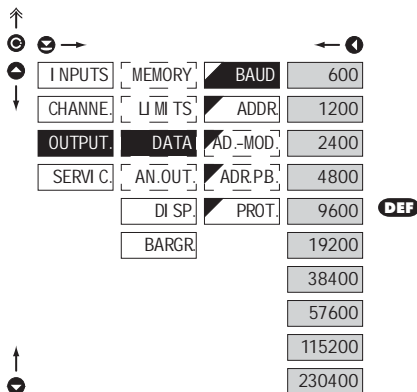 INPUTS MEMORY BAUD 600
CHANNE. LIMITS ADDR. 1200
OUTPUT. DATA AD.-MOD. 2400
SERVIC. AN.OUT. ADR.PB. 4800
DISP. PROT. 9600 DEF
BARGR. 19200
38400
57600
115200
230400